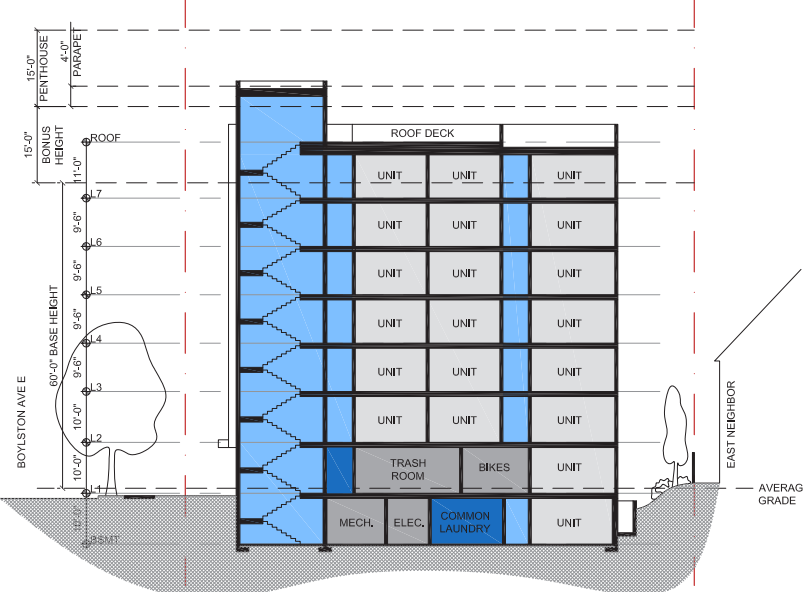 15'-0"
PENTHOUSE
4'-0"
PARAPET
15'-0"
BONUS
HEIGHT
ROOF
ROOF DECK
11'-0"
UNIT UNIT UNIT
L7
9'-6"
UNIT UNIT UNIT
L6
9'-6"
UNIT UNIT UNIT
L5
9'-6"
UNIT UNIT UNIT
L4
9'-6"
UNIT UNIT UNIT
L3
10'-0"
UNIT UNIT UNIT
L2
10'-0"
TRASH
ROOM
BIKES
UNIT
L1
10'-0"
MECH.
ELEC.
COMMON
LAUNDRY
UNIT
BSMT
60'-0" BASE HEIGHT
BOYLSTON AVE E
EAST NEIGHBOR
AVERAG
GRADE